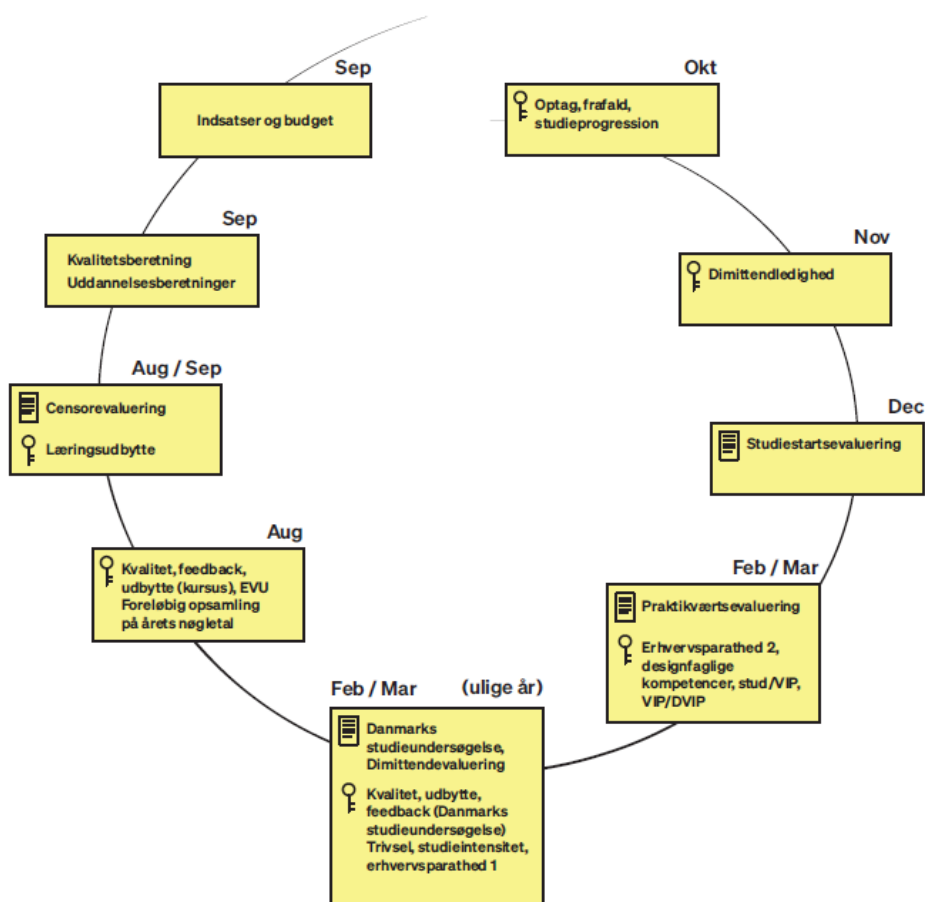 Sep
Indsatser og budget
Okt
Optag, frafald,
studieprogression
Sep
Kvalitetsberetning
Uddannelsesberetninger
Nov
Dimittendledighed
Aug / Sep
Censorevaluering
Læringsudbytte
Dec
Studiestartsevaluering
Aug
Kvalitet, feedback,
udbytte (kursus), EVU
Foreløbig opsamling
på årets nøgletal
Feb / Mar
Praktikværtsevaluering
Erhvervsparathed 2,
designfaglige
kompetencer, stud/VIP,
VIP/DVIP
Feb / Mar (ulige år)
Danmarks
studieundersøgelse,
Dimittendevaluering
Kvalitet, udbytte,
feedback (Danmarks
studieundersøgelse)
Trivsel, studieintensitet,
erhvervsparathed 1